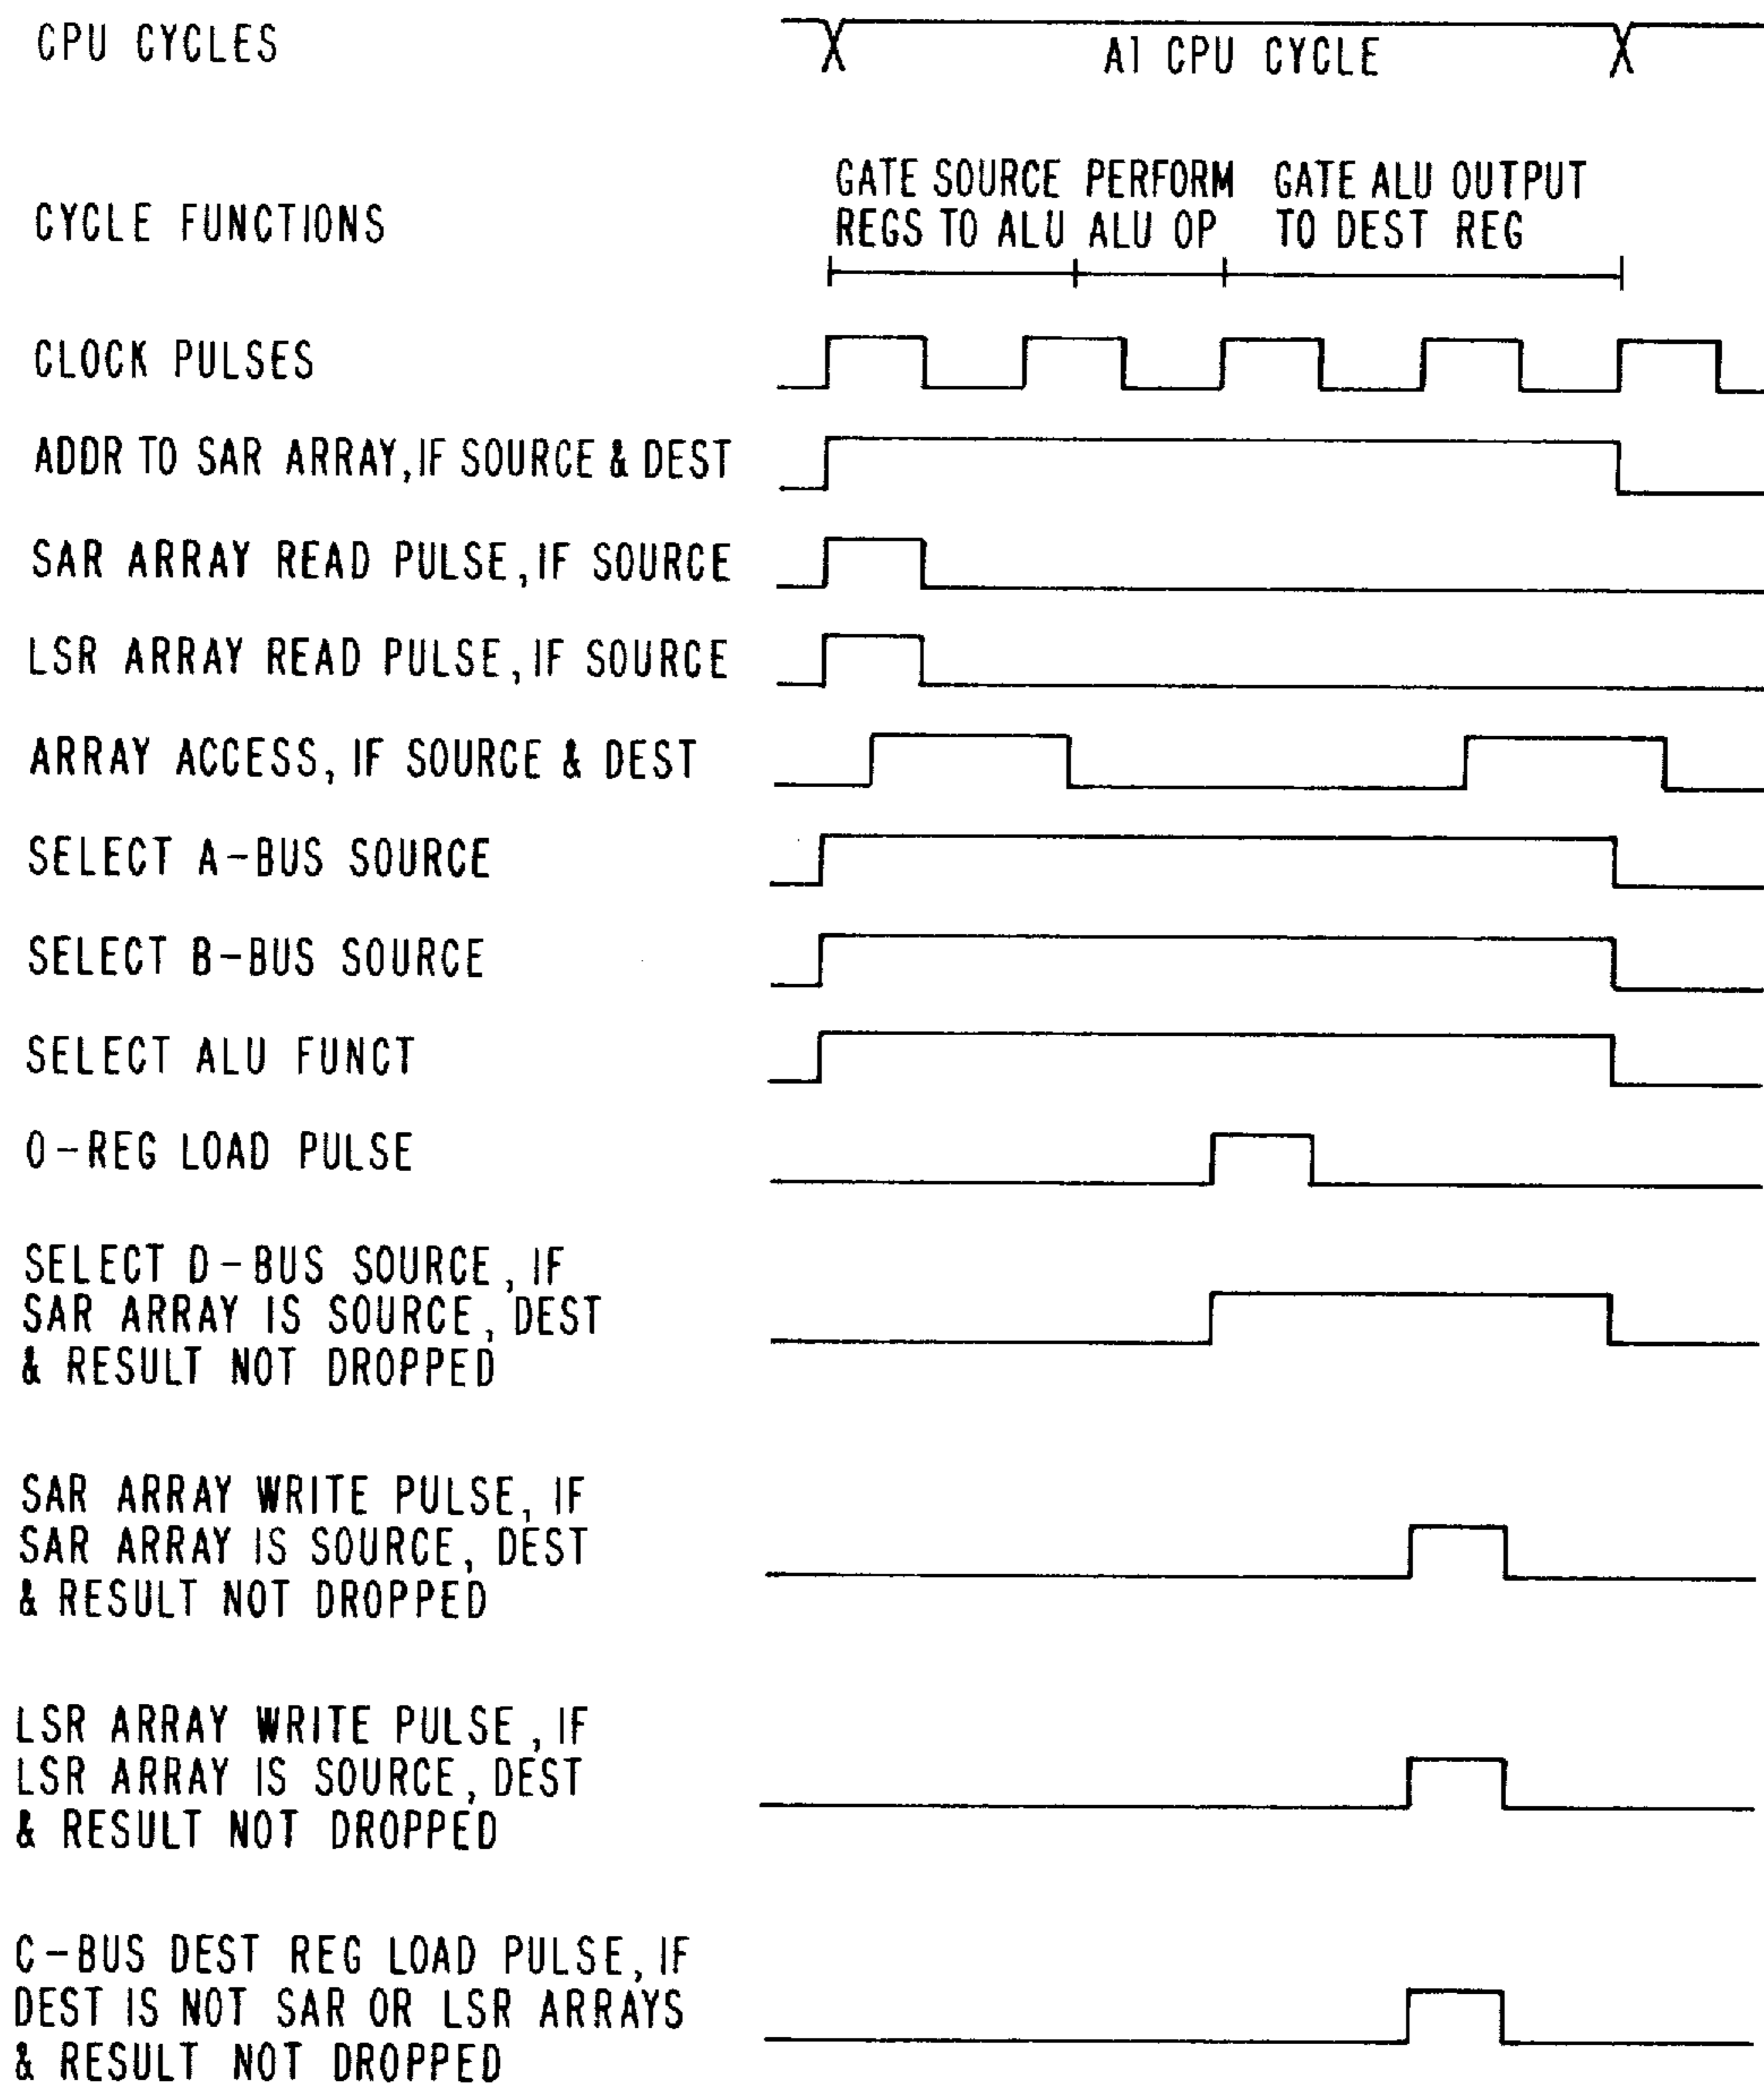 CPU CYCLES
A1 CPU CYCLE
CYCLE FUNCTIONS
GATE SOURCE PERFORM GATE ALU OUTPUT
REGS TO ALU ALU OP TO DEST REG
CLOCK PULSES
ADDR TO SAR ARRAY, IF SOURCE & DEST
SAR ARRAY READ PULSE, IF SOURCE
LSR ARRAY READ PULSE, IF SOURCE
ARRAY ACCESS, IF SOURCE & DEST
SELECT A-BUS SOURCE
SELECT B-BUS SOURCE
SELECT ALU FUNCT
O-REG LOAD PULSE
SELECT D-BUS SOURCE, IF
SAR ARRAY IS SOURCE, DEST
& RESULT NOT DROPPED
SAR ARRAY WRITE PULSE, IF
SAR ARRAY IS SOURCE, DEST
& RESULT NOT DROPPED
LSR ARRAY WRITE PULSE, IF
LSR ARRAY IS SOURCE, DEST
& RESULT NOT DROPPED
C-BUS DEST REG LOAD PULSE, IF
DEST IS NOT SAR OR LSR ARRAYS
& RESULT NOT DROPPED